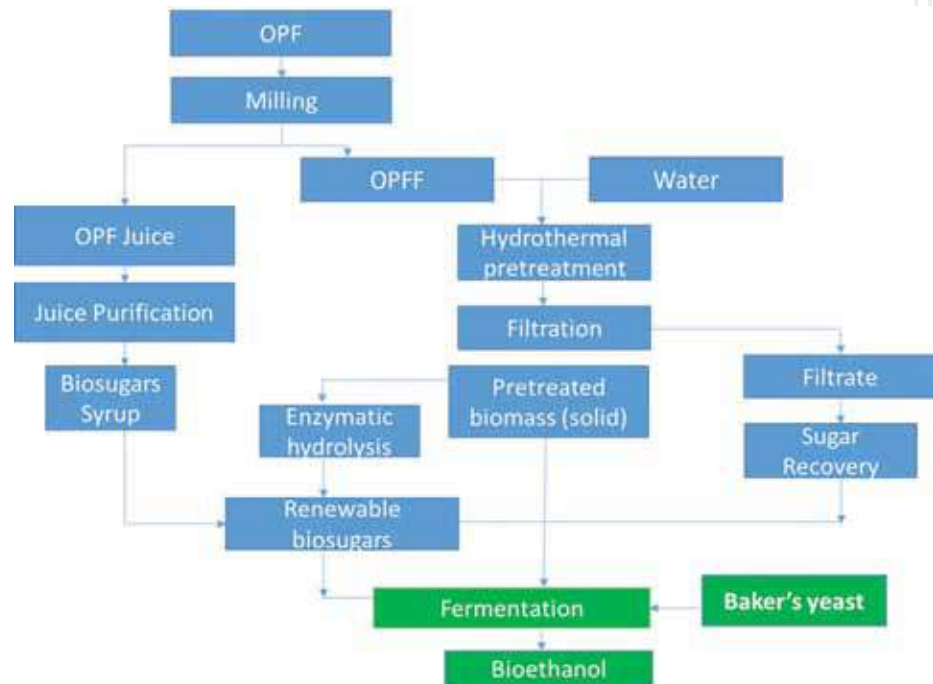 OPF
Milling
OPFF
Water
OPF Juice
Hydrothermal
pretreatment
Juice Purification
Filtration
Biosugars
Syrup
Pretreated
biomass (solid)
Filtrate
Enzymatic
hydrolysis
Sugar
Recovery
Renewable
biosugars
Fermentation
Baker's yeast
Bioethanol